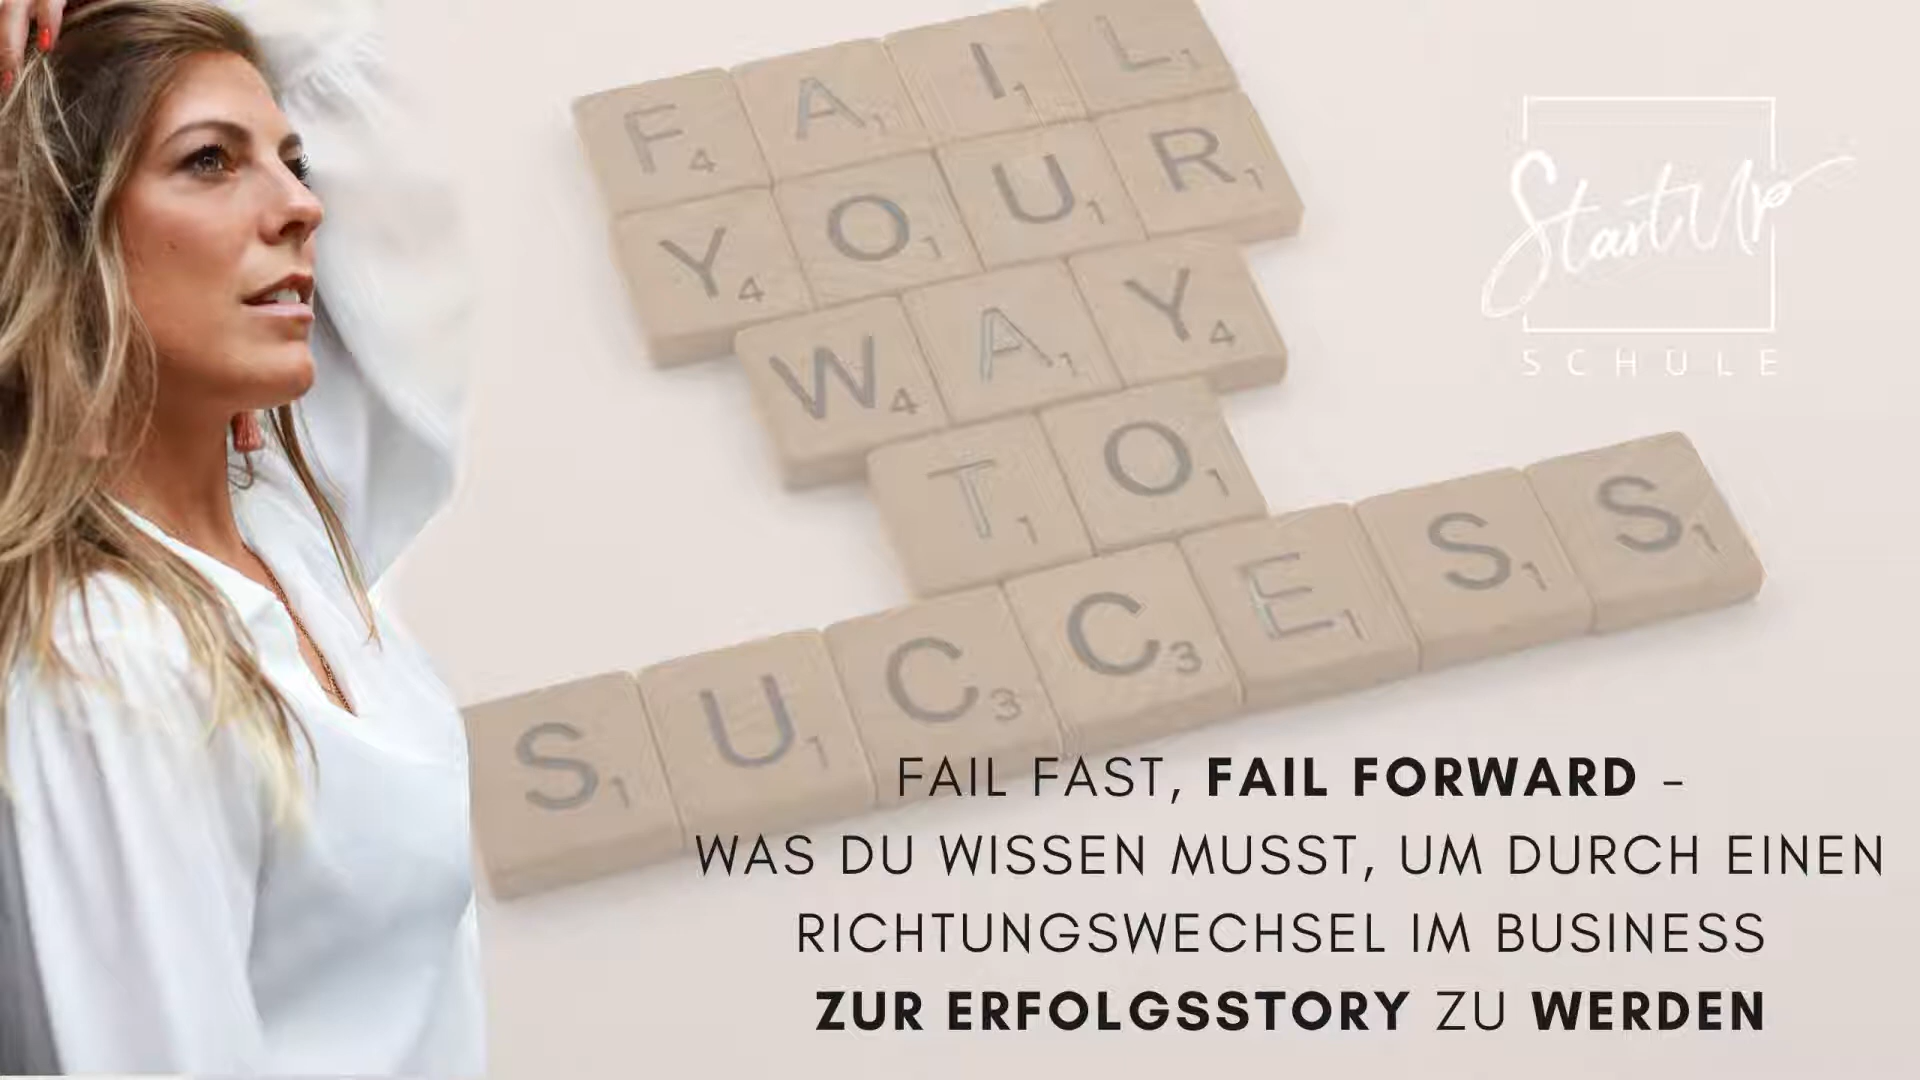 FAIL
YOUR
WAY
TO
SUCCESS
StartUp
SCHULE
FAIL FAST, FAIL FORWARD –
WAS DU WISSEN MUSST, UM DURCH EINEN
RICHTUNGSWECHSEL IM BUSINESS
ZUR ERFOLGSSTORY ZU WERDEN